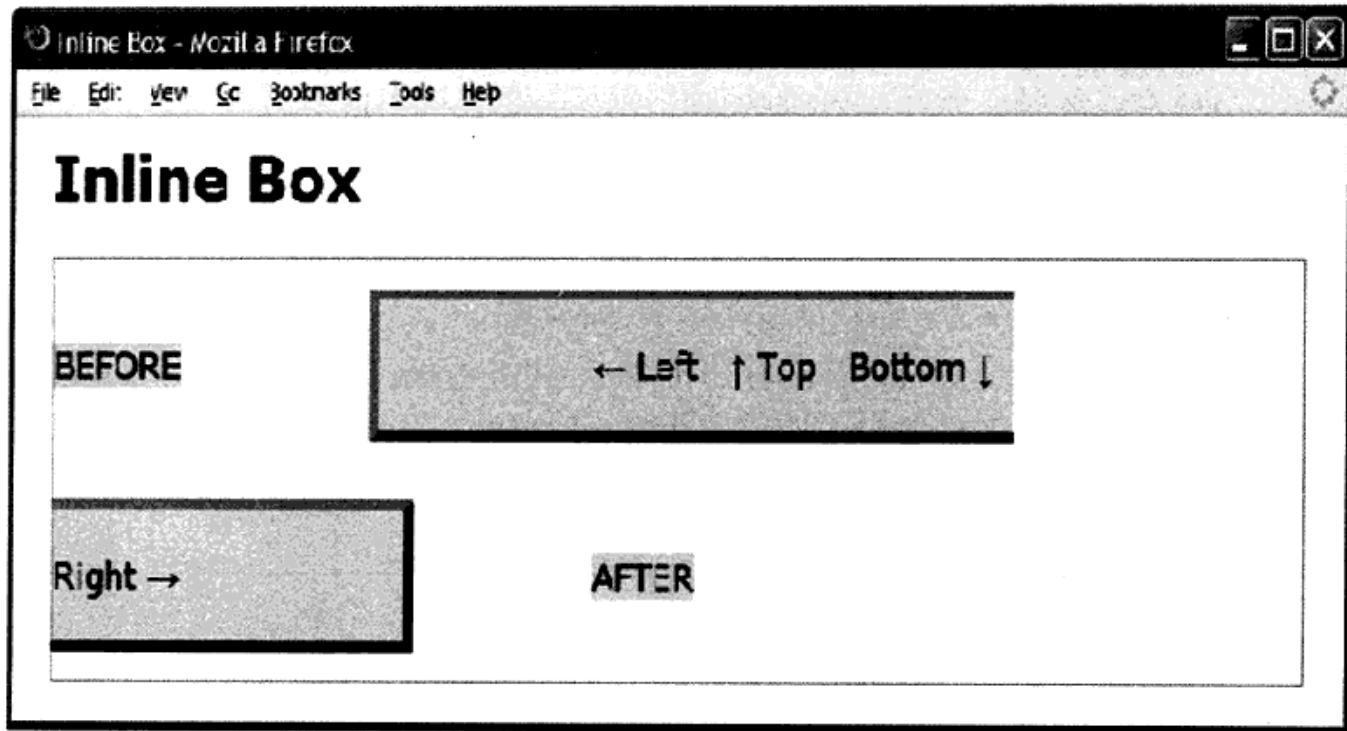 Inline Box - Mozilla Firefox
File Edit View Go Bookmarks Tools Help
Inline Box
BEFORE ← Left ↑ Top Bottom ↓
Right → AFTER